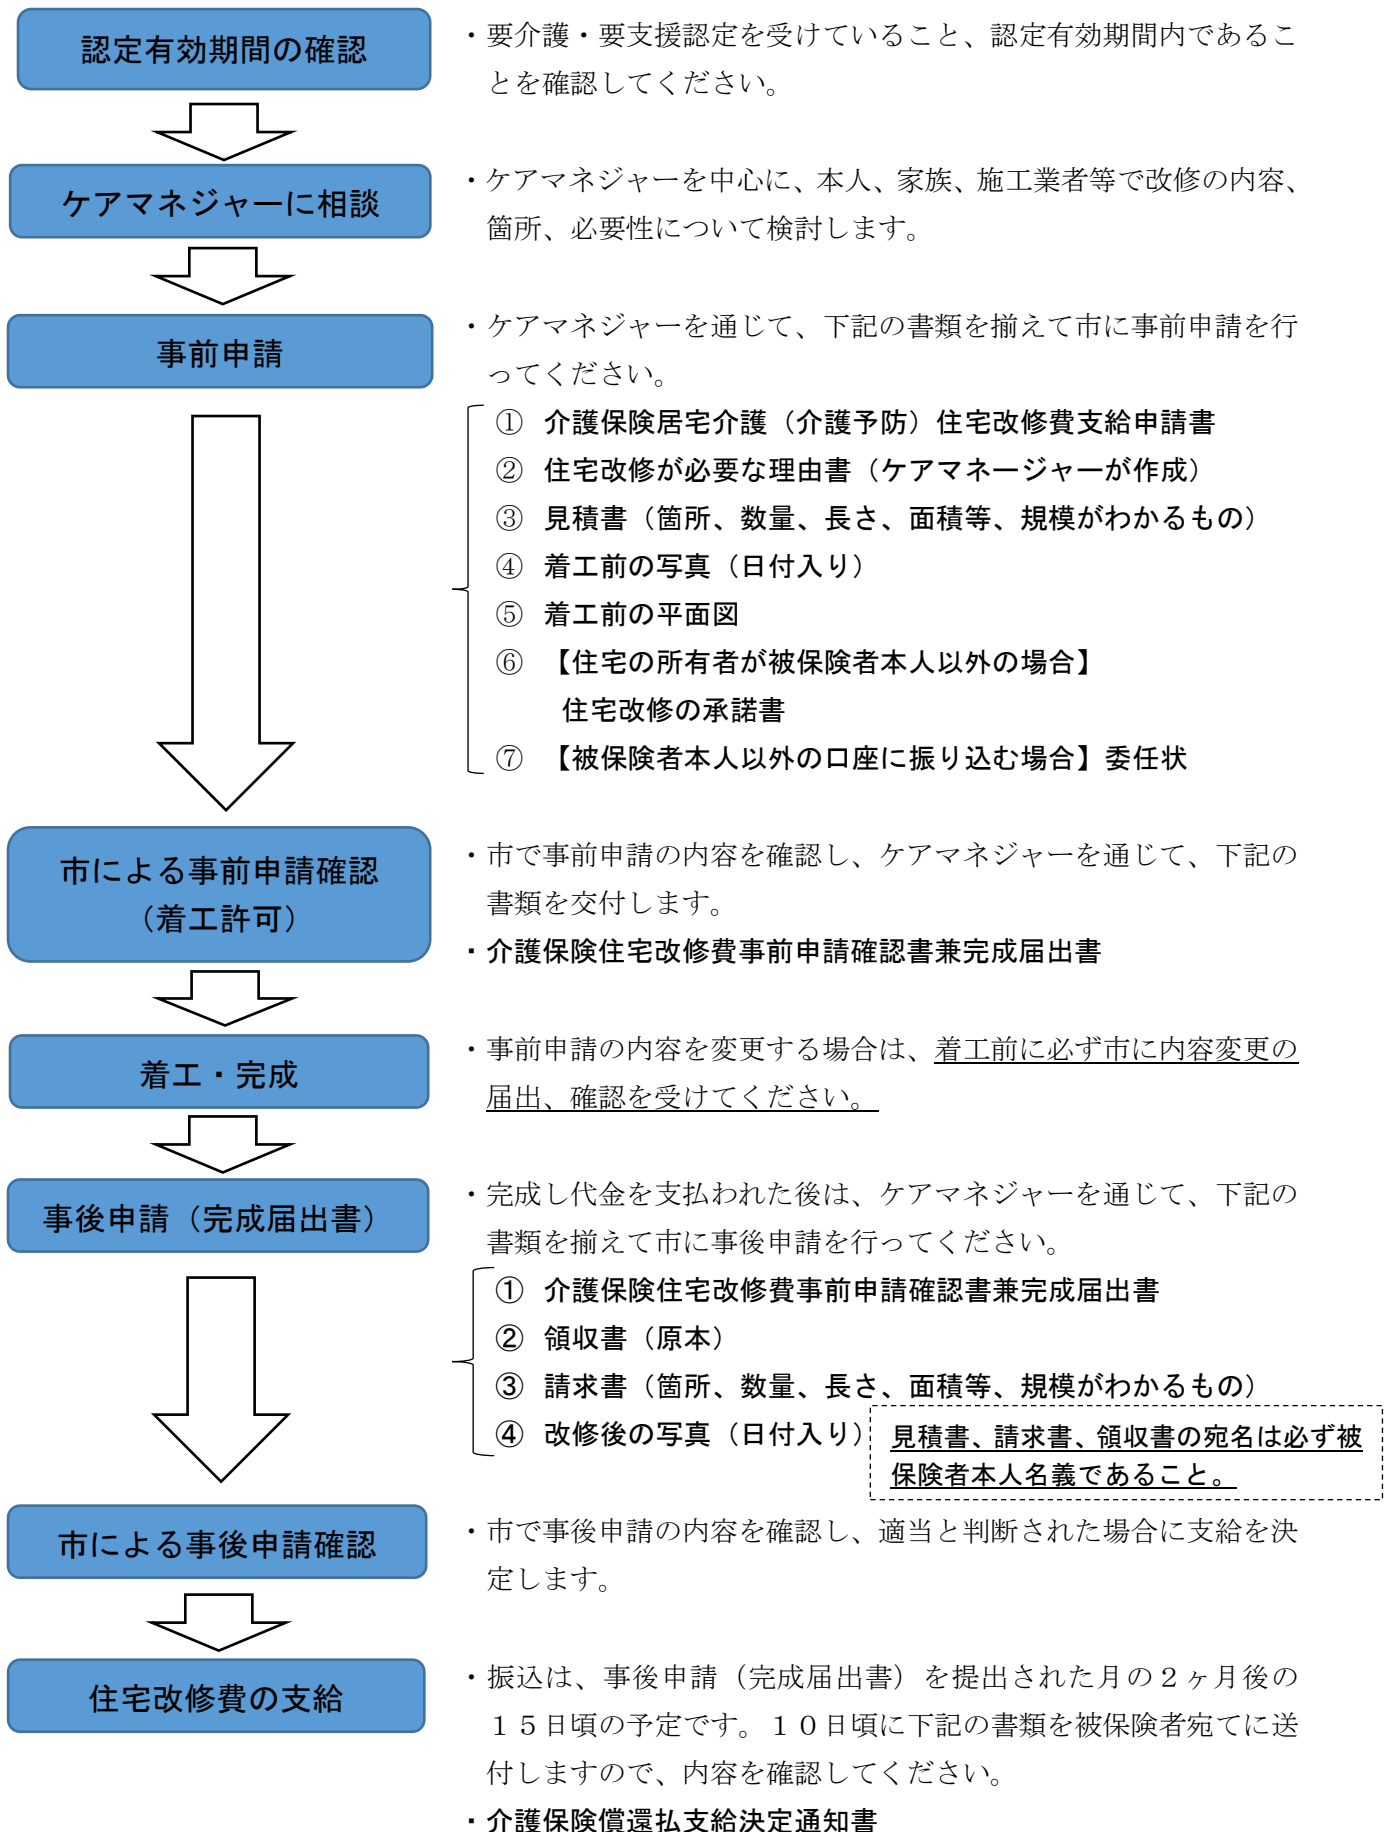 認定有効期間の確認
・要介護・要支援認定を受けていること、認定有効期間内であるこ
とを確認してください。
ケアマネジャーに相談
・ケアマネジャーを中心に、本人、家族、施工業者等で改修の内容、
箇所、必要性について検討します。
事前申請
・ケアマネジャーを通じて、下記の書類を揃えて市に事前申請を行
ってください。
① 介護保険居宅介護（介護予防）住宅改修費支給申請書
② 住宅改修が必要な理由書（ケアマネージャーが作成）
③ 見積書（箇所、数量、長さ、面積等、規模がわかるもの）
④ 着工前の写真（日付入り）
⑤ 着工前の平面図
⑥ 【住宅の所有者が被保険者本人以外の場合】
住宅改修の承諾書
⑦ 【被保険者本人以外の口座に振り込む場合】委任状
市による事前申請確認
（着工許可）
・市で事前申請の内容を確認し、ケアマネジャーを通じて、下記の
書類を交付します。
・介護保険住宅改修費事前申請確認書兼完成届出書
着工・完成
・事前申請の内容を変更する場合は、着工前に必ず市に内容変更の
届出、確認を受けてください。
事後申請（完成届出書）
・完成し代金を支払われた後は、ケアマネジャーを通じて、下記の
書類を揃えて市に事後申請を行ってください。
① 介護保険住宅改修費事前申請確認書兼完成届出書
② 領収書（原本）
③ 請求書（箇所、数量、長さ、面積等、規模がわかるもの）
④ 改修後の写真（日付入り）
見積書、請求書、領収書の宛名は必ず被
保険者本人名義であること。
市による事後申請確認
・市で事後申請の内容を確認し、適当と判断された場合に支給を決
定します。
住宅改修費の支給
・振込は、事後申請（完成届出書）を提出された月の２ヶ月後の
１５日頃の予定です。１０日頃に下記の書類を被保険者宛てに送
付しますので、内容を確認してください。
・介護保険償還払支給決定通知書